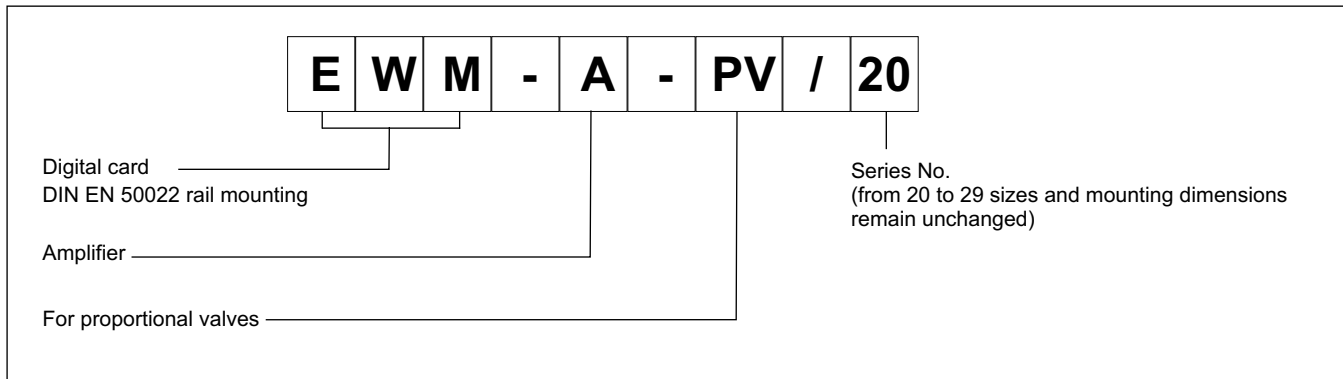 E W M - A - PV / 20
Digital card
DIN EN 50022 rail mounting
Series No.
(from 20 to 29 sizes and mounting dimensions
remain unchanged)
Amplifier
For proportional valves